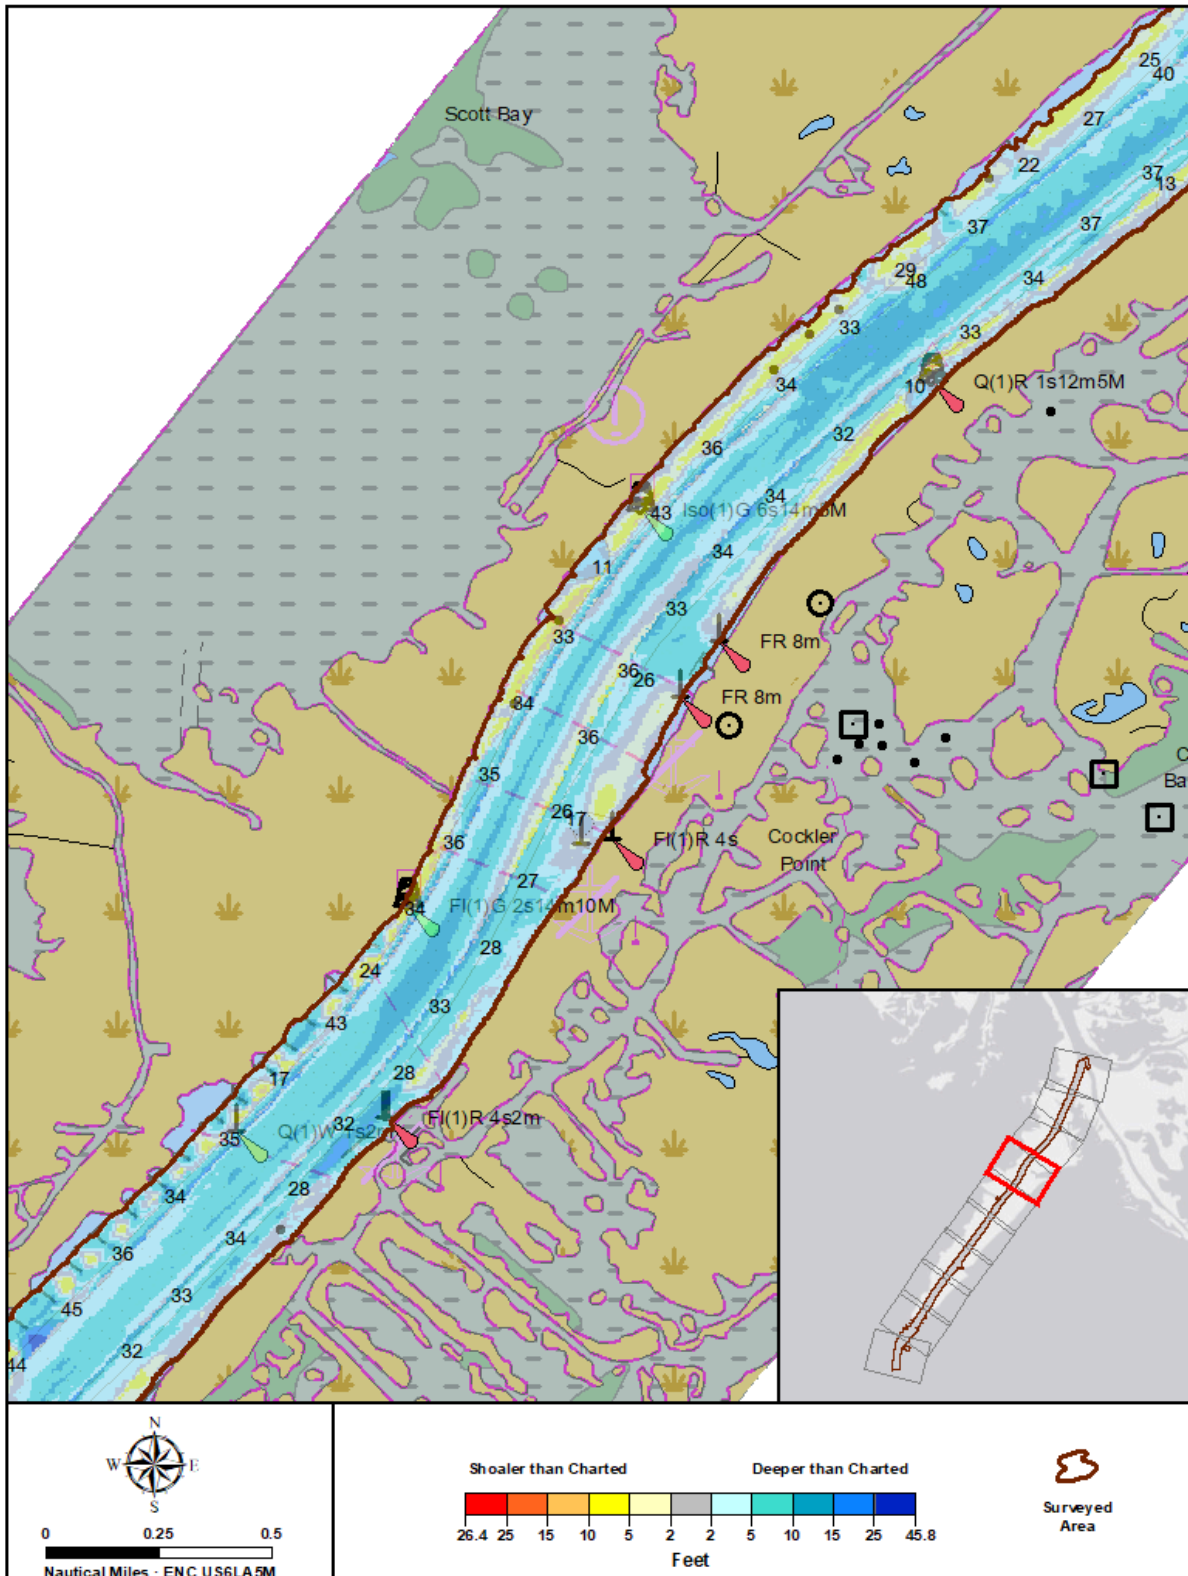 25
40
Scott Bay
27
22
37
13
37
37
29
48
34
33
33
34
10
Q(1)R 1s12m5M
32
36
34
43
Iso(1)G 6s14m
M
34
11
33
33
FR 8m
36
26
34
FR 8m
36
35
C
Ba
26
17
36
Fl(1)R 4s
Cockler
Point
27
34
Fl(1)G 2s14m10M
28
24
33
43
28
17
32
Fl(1)R 4s2m
35
Q(1)W 1s2m
28
34
34
36
33
45
32
44
N
W
E
S
0 0.25 0.5
Nautical Miles - ENC US6LA5M
Shoaler than Charted
Deeper than Charted
26.4 25 15 10 5 2 2 5 10 15 25 45.8
Feet
Surveyed
Area